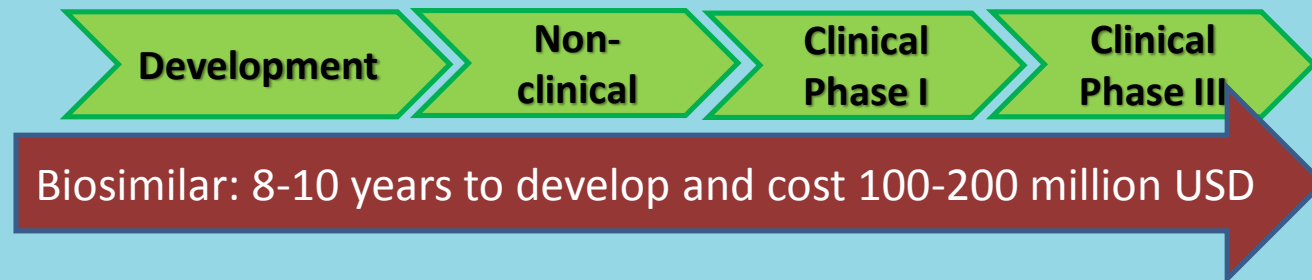 Development
Non-
clinical
Clinical
Phase I
Clinical
Phase III
Biosimilar: 8-10 years to develop and cost 100-200 million USD